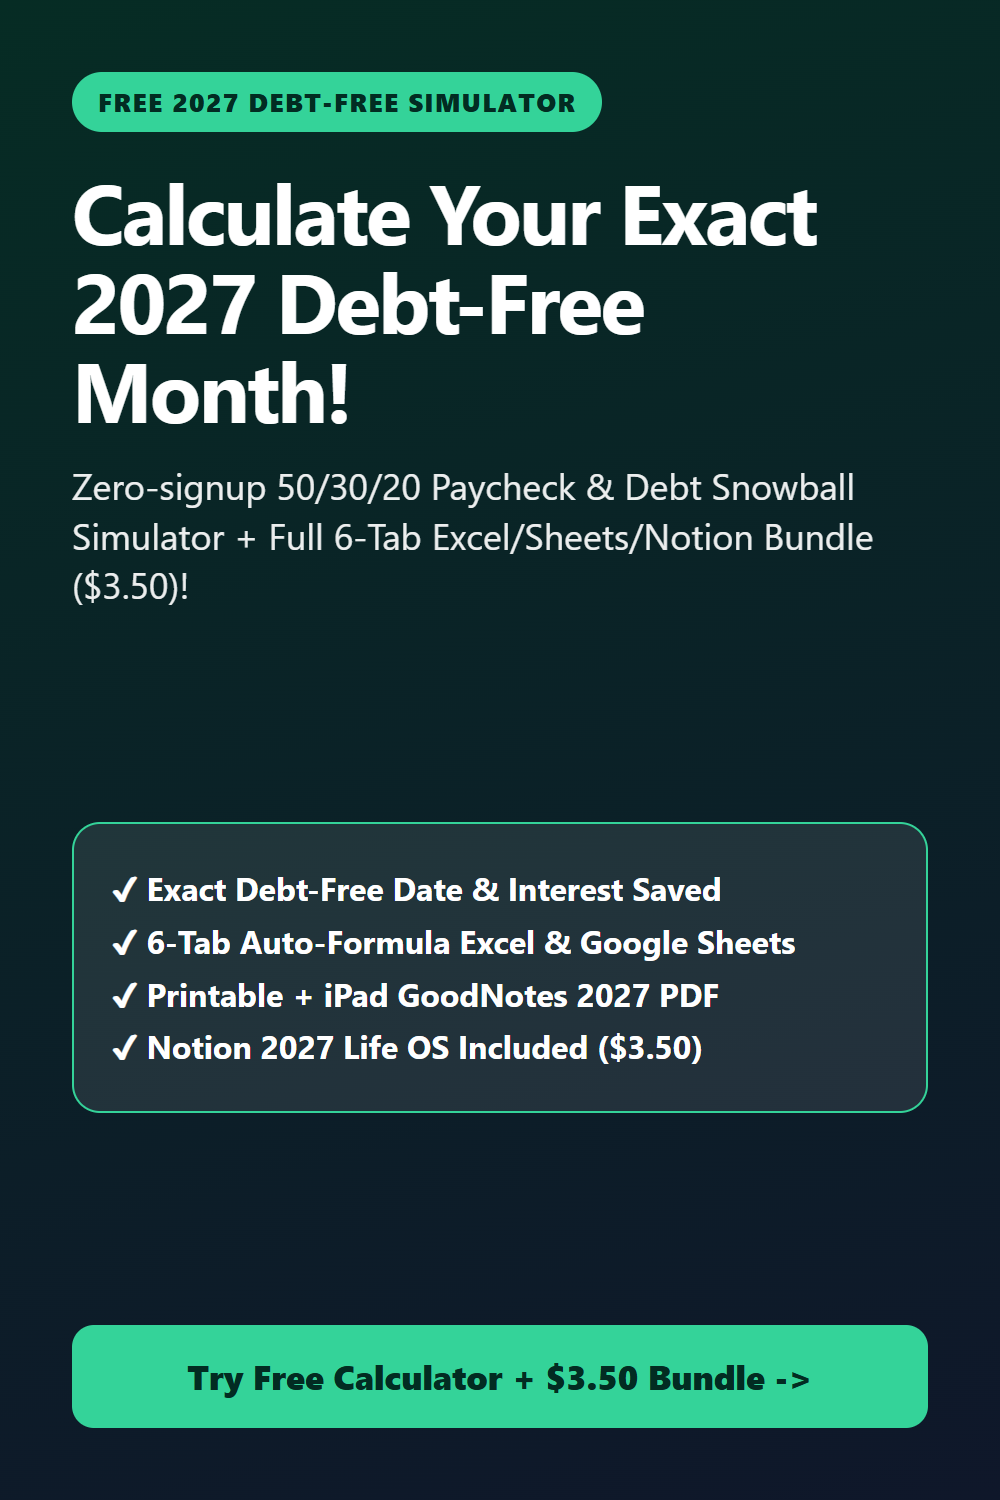 FREE 2027 DEBT-FREE SIMULATOR
Calculate Your Exact
2027 Debt-Free
Month!
Zero-signup 50/30/20 Paycheck & Debt Snowball
Simulator + Full 6-Tab Excel/Sheets/Notion Bundle
($3.50)!
✔ Exact Debt-Free Date & Interest Saved
✔ 6-Tab Auto-Formula Excel & Google Sheets
✔ Printable + iPad GoodNotes 2027 PDF
✔ Notion 2027 Life OS Included ($3.50)
Try Free Calculator + $3.50 Bundle ->